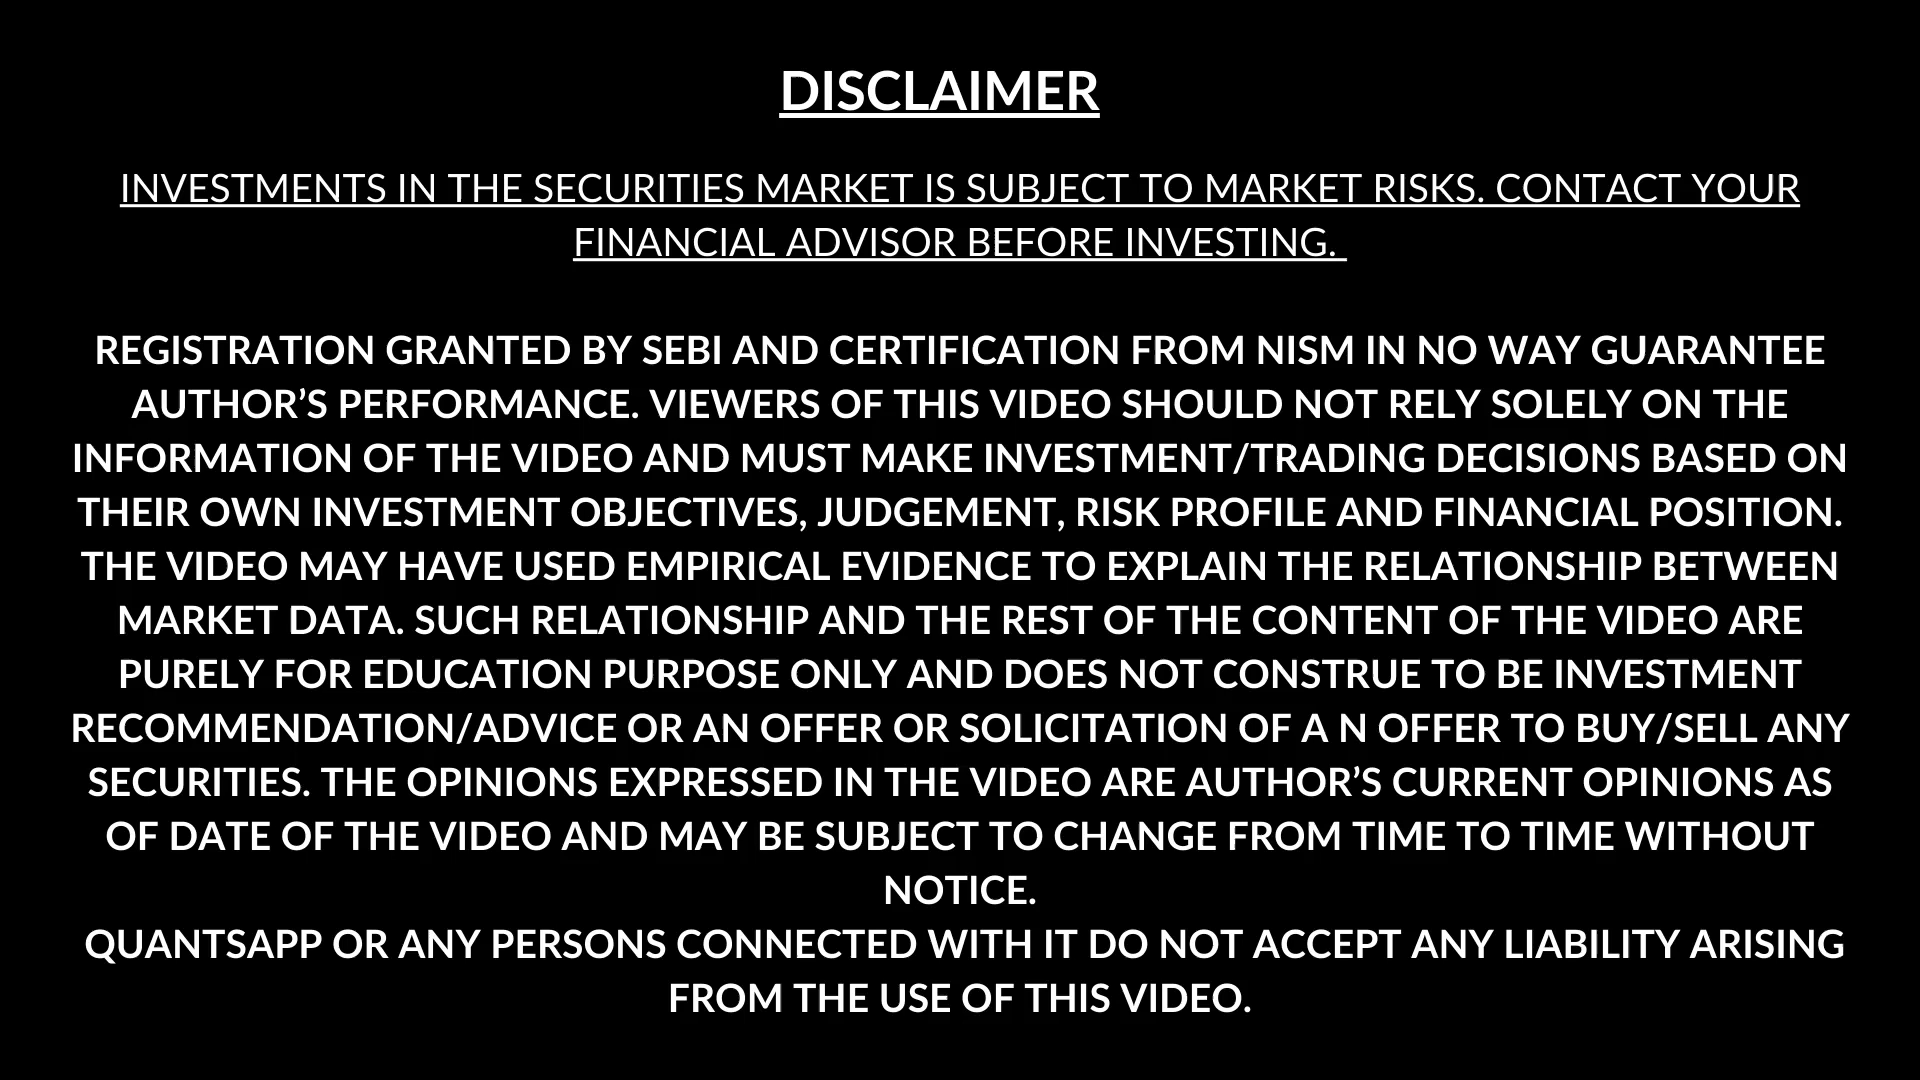 DISCLAIMER
INVESTMENTS IN THE SECURITIES MARKET IS SUBJECT TO MARKET RISKS. CONTACT YOUR
FINANCIAL ADVISOR BEFORE INVESTING.
REGISTRATION GRANTED BY SEBI AND CERTIFICATION FROM NISM IN NO WAY GUARANTEE
AUTHOR’S PERFORMANCE. VIEWERS OF THIS VIDEO SHOULD NOT RELY SOLELY ON THE
INFORMATION OF THE VIDEO AND MUST MAKE INVESTMENT/TRADING DECISIONS BASED ON
THEIR OWN INVESTMENT OBJECTIVES, JUDGEMENT, RISK PROFILE AND FINANCIAL POSITION.
THE VIDEO MAY HAVE USED EMPIRICAL EVIDENCE TO EXPLAIN THE RELATIONSHIP BETWEEN
MARKET DATA. SUCH RELATIONSHIP AND THE REST OF THE CONTENT OF THE VIDEO ARE
PURELY FOR EDUCATION PURPOSE ONLY AND DOES NOT CONSTRUE TO BE INVESTMENT
RECOMMENDATION/ADVICE OR AN OFFER OR SOLICITATION OF A N OFFER TO BUY/SELL ANY
SECURITIES. THE OPINIONS EXPRESSED IN THE VIDEO ARE AUTHOR’S CURRENT OPINIONS AS
OF DATE OF THE VIDEO AND MAY BE SUBJECT TO CHANGE FROM TIME TO TIME WITHOUT
NOTICE.
QUANTSAPP OR ANY PERSONS CONNECTED WITH IT DO NOT ACCEPT ANY LIABILITY ARISING
FROM THE USE OF THIS VIDEO.